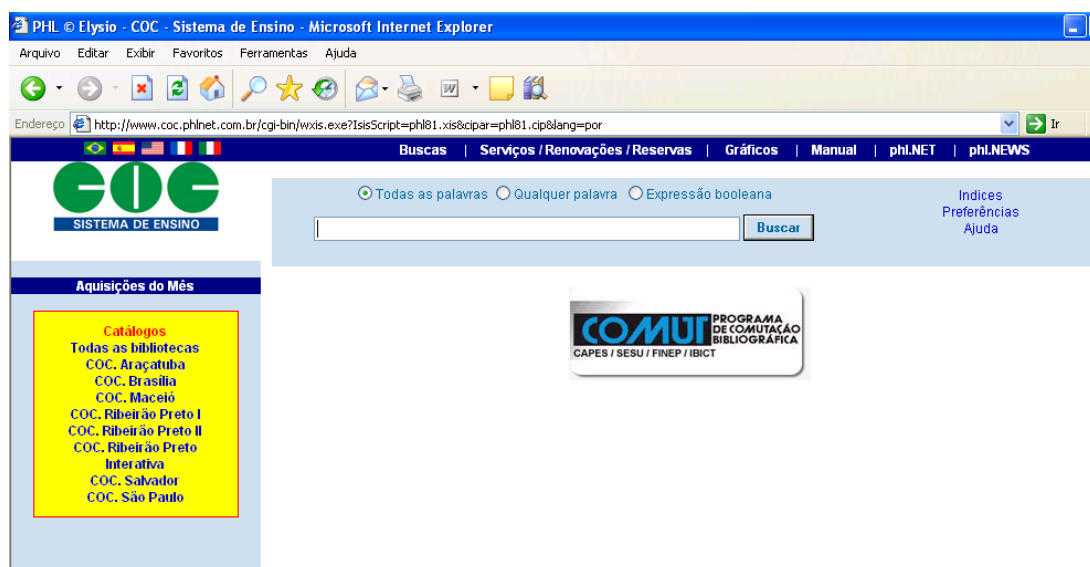 PHL © Elysio - COC - Sistema de Ensino - Microsoft Internet Explorer
Arquivo Editar Exibir Favoritos Ferramentas Ajuda
Endereço http://www.coc.phlnet.com.br/cgi-bin/wxis.exe?IsisScript=phl81.xis&cipar=phl81.cip&lang=por Ir
Buscas | Serviços / Renovações / Reservas | Gráficos | Manual | phl.NET | phl.NEWS
COC
SISTEMA DE ENSINO
Todas as palavras Qualquer palavra Expressão booleana
Buscar
Indices
Preferências
Ajuda
Aquisições do Mês
Catálogos
Todas as bibliotecas
COC. Araçatuba
COC. Brasília
COC. Maceió
COC. Ribeirão Preto I
COC. Ribeirão Preto II
COC. Ribeirão Preto
Interativa
COC. Salvador
COC. São Paulo
COMUT PROGRAMA
DE COMUTAÇÃO
BIBLIOGRÁFICA
CAPES / SESU / FINEP / IBICT